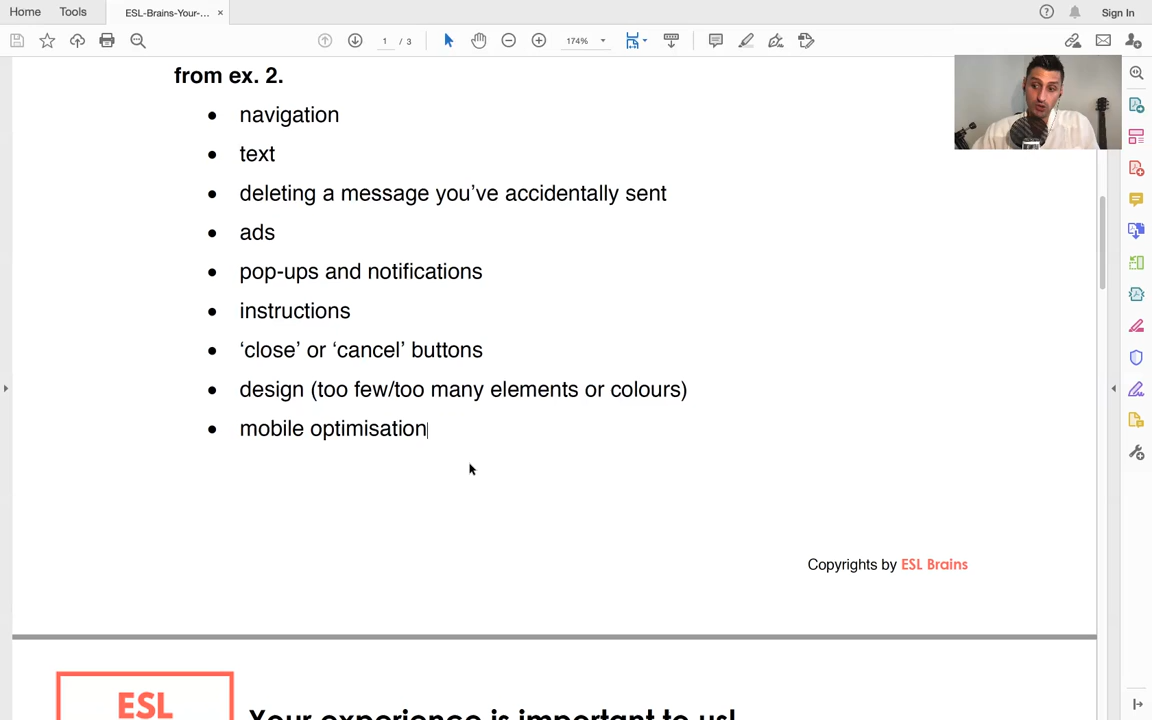 Home
Tools
ESL-Brains-Your-...
Sign In
1 / 3
174%
from ex. 2.
• navigation
• text
• deleting a message you’ve accidentally sent
• ads
• pop-ups and notifications
• instructions
• ‘close’ or ‘cancel’ buttons
• design (too few/too many elements or colours)
• mobile optimisation
Copyrights by ESL Brains
ESL
Your experience is important to us!